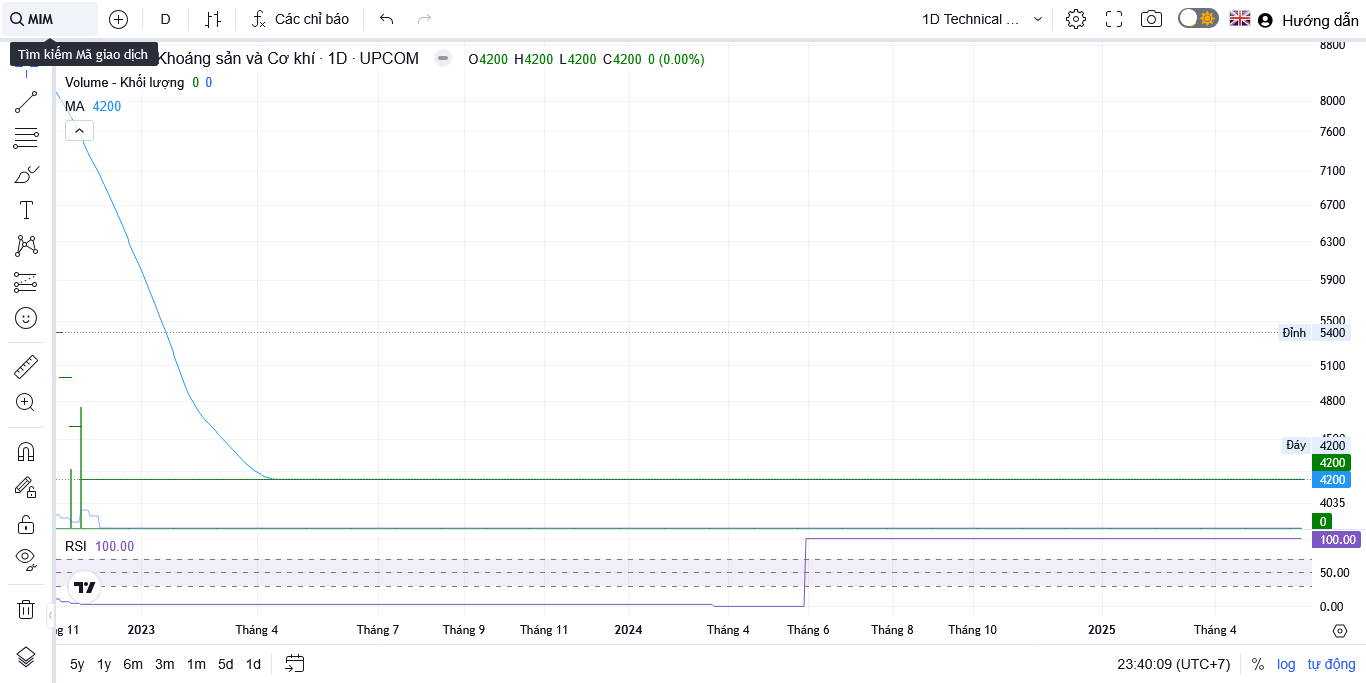 MIM
D
Các chỉ báo
1D Technical ...
Hướng dẫn
Tìm kiếm Mã giao dịch
Khoáng sản và Cơ khí · 1D · UPCOM
O4200 H4200 L4200 C4200 0 (0.00%)
Volume - Khối lượng 0 0
MA 4200
8800
8000
7600
7100
6700
6300
5900
5500
Đỉnh 5400
5100
4800
4500
Đáy 4200
4200
4200
4035
0
RSI 100.00
100.00
50.00
0.00
g 11 2023 Tháng 4 Tháng 7 Tháng 9 Tháng 11 2024 Tháng 4 Tháng 6 Tháng 8 Tháng 10 2025 Tháng 4
5y 1y 6m 3m 1m 5d 1d
23:40:09 (UTC+7) % log tự động